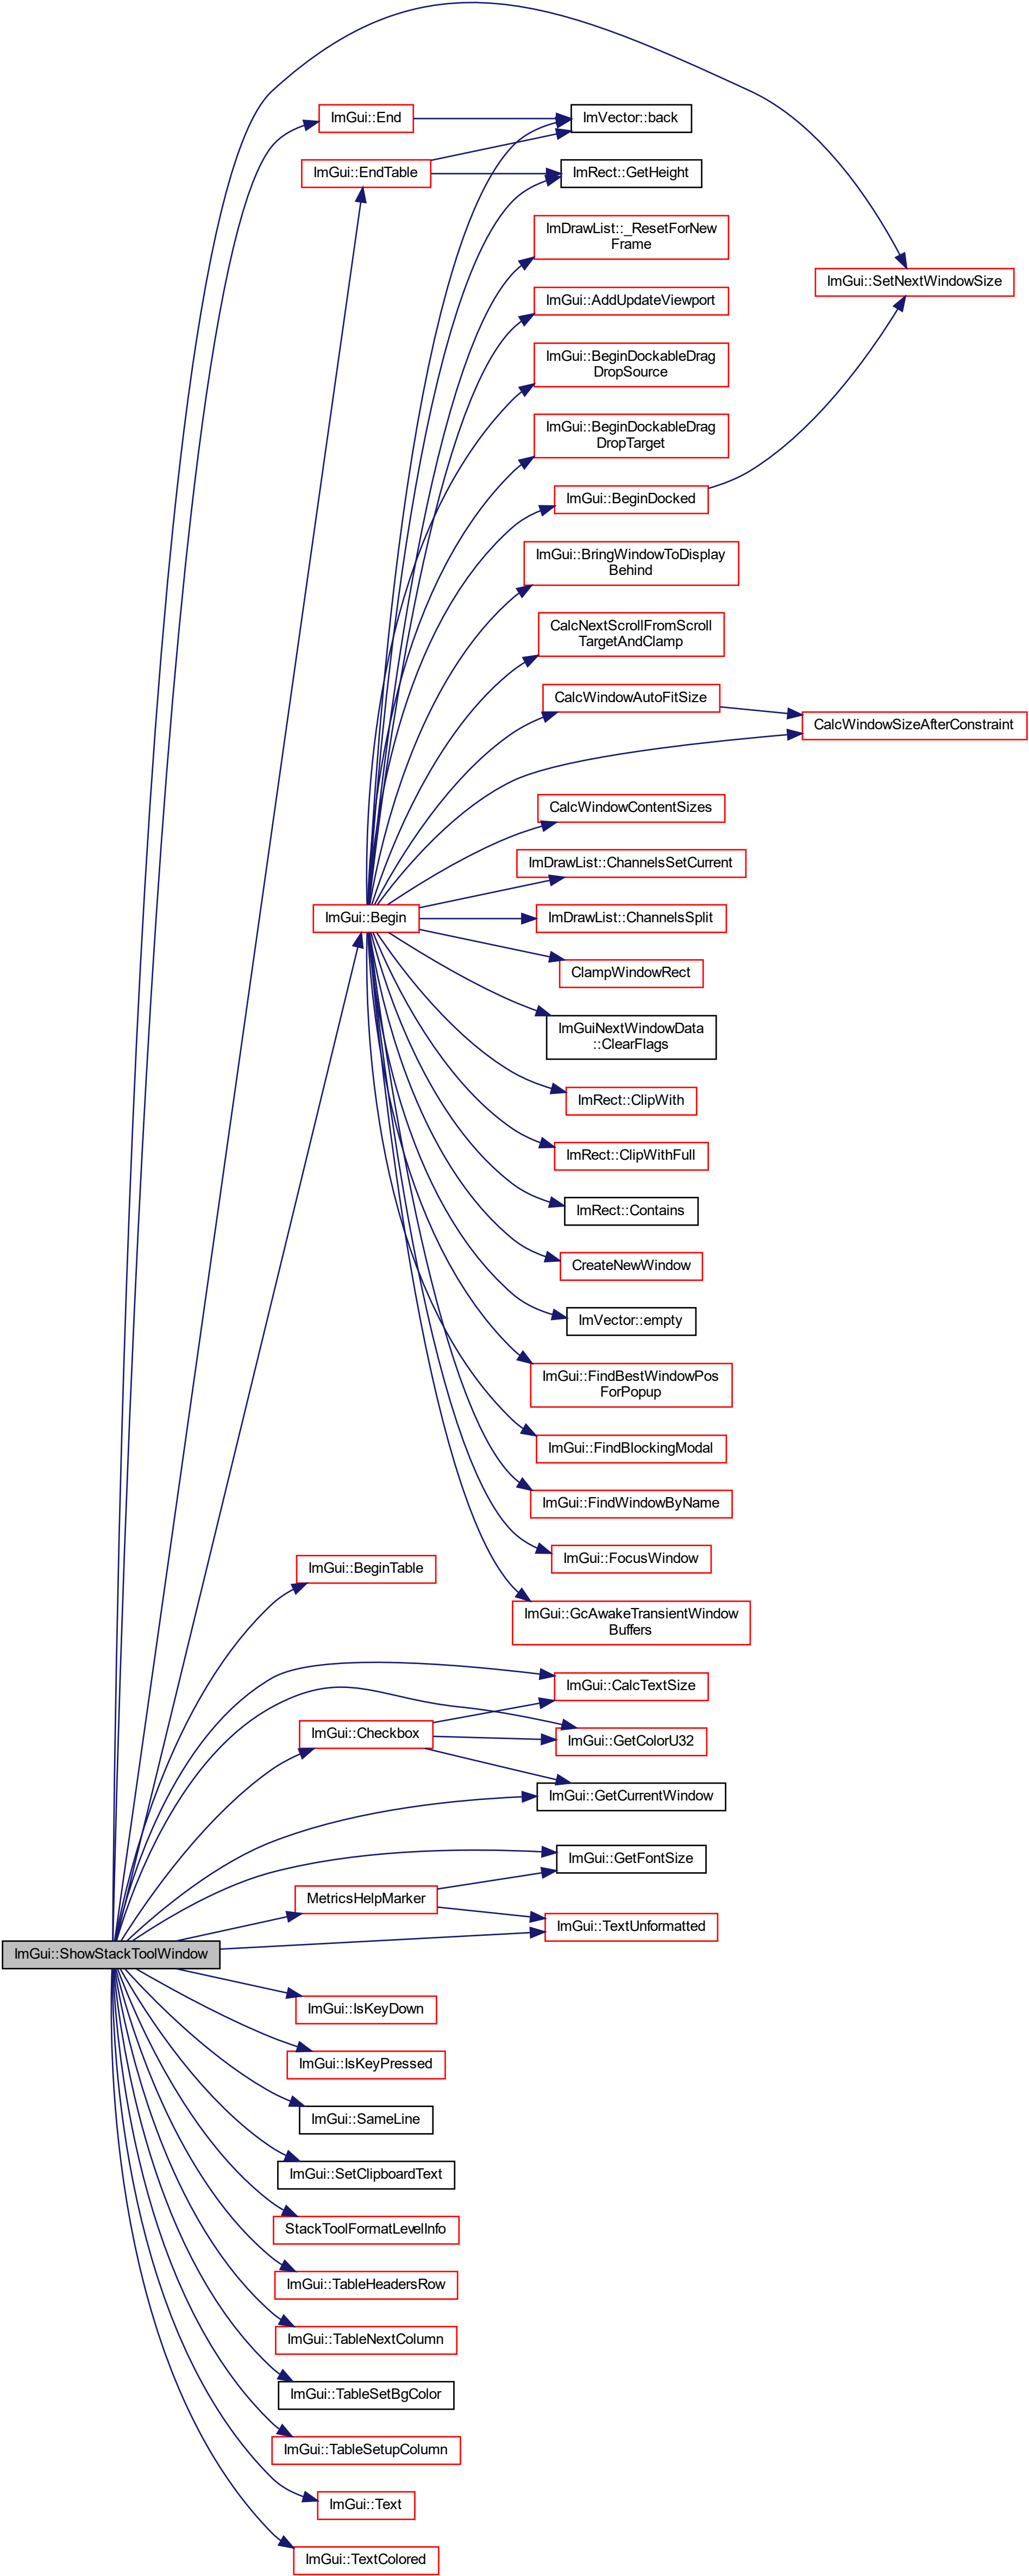 ImGui::End
ImVector::back
ImGui::EndTable
ImRect::GetHeight
ImDrawList::_ResetForNew
Frame
ImGui::SetNextWindowSize
ImGui::AddUpdateViewport
ImGui::BeginDockableDrag
DropSource
ImGui::BeginDockableDrag
DropTarget
ImGui::BeginDocked
ImGui::BringWindowToDisplay
Behind
CalcNextScrollFromScroll
TargetAndClamp
CalcWindowAutoFitSize
CalcWindowSizeAfterConstraint
CalcWindowContentSizes
ImDrawList::ChannelsSetCurrent
ImGui::Begin
ImDrawList::ChannelsSplit
ClampWindowRect
ImGuiNextWindowData
::ClearFlags
ImRect::ClipWith
ImRect::ClipWithFull
ImRect::Contains
CreateNewWindow
ImVector::empty
ImGui::FindBestWindowPos
ForPopup
ImGui::FindBlockingModal
ImGui::FindWindowByName
ImGui::FocusWindow
ImGui::BeginTable
ImGui::GcAwakeTransientWindow
Buffers
ImGui::CalcTextSize
ImGui::Checkbox
ImGui::GetColorU32
ImGui::GetCurrentWindow
ImGui::GetFontSize
MetricsHelpMarker
ImGui::TextUnformatted
ImGui::ShowStackToolWindow
ImGui::IsKeyDown
ImGui::IsKeyPressed
ImGui::SameLine
ImGui::SetClipboardText
StackToolFormatLevelInfo
ImGui::TableHeadersRow
ImGui::TableNextColumn
ImGui::TableSetBgColor
ImGui::TableSetupColumn
ImGui::Text
ImGui::TextColored